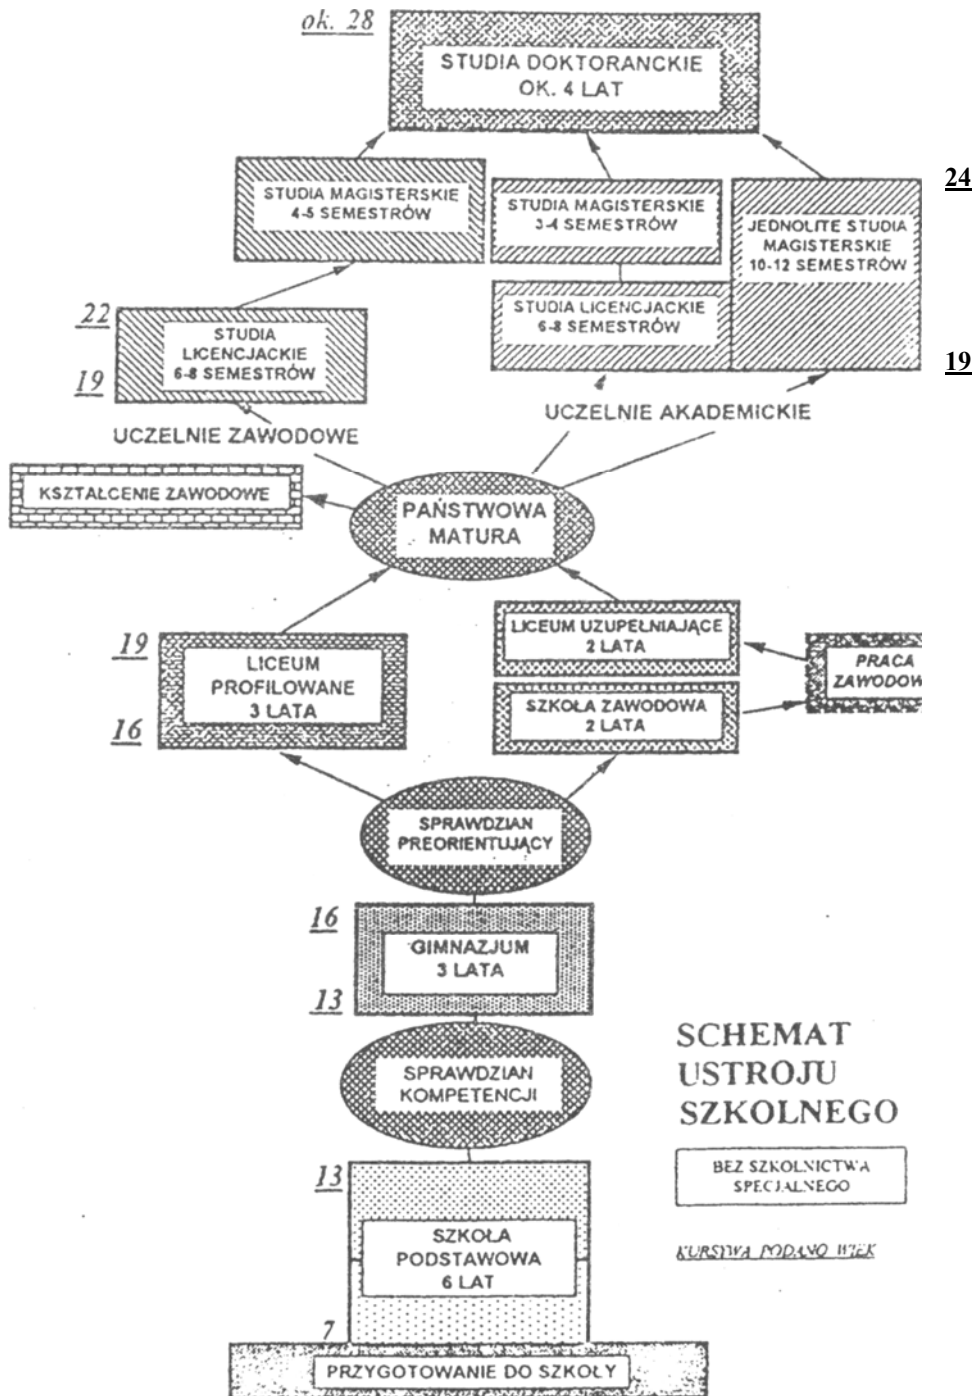 ok. 28
STUDIA DOKTORANCKIE
OK. 4 LAT
STUDIA MAGISTERSKIE
4-5 SEMESTRÓW
STUDIA MAGISTERSKIE
3-4 SEMESTRÓW
24
JEDNOLITE STUDIA
MAGISTERSKIE
10-12 SEMESTRÓW
22
STUDIA
LICENCJACKIE
6-8 SEMESTRÓW
19
STUDIA LICENCJACKIE
6-8 SEMESTRÓW
19
UCZELNIE ZAWODOWE
UCZELNIE AKADEMICKIE
KSZTAŁCENIE ZAWODOWE
PAŃSTWOWA
MATURA
19
LICEUM
PROFILOWANE
3 LATA
16
LICEUM UZUPEŁNIAJĄCE
2 LATA
SZKOŁA ZAWODOWA
2 LATA
PRACA
ZAWODOW
SPRAWDZIAN
PREORIENTUJĄCY
16
GIMNAZJUM
3 LATA
13
SPRAWDZIAN
KOMPETENCJI
SCHEMAT
USTROJU
SZKOLNEGO
BEZ SZKOLNICTWA
SPECJALNEGO
KURSYWĄ PODANO WIEK
13
SZKOŁA
PODSTAWOWA
6 LAT
7
PRZYGOTOWANIE DO SZKOŁY